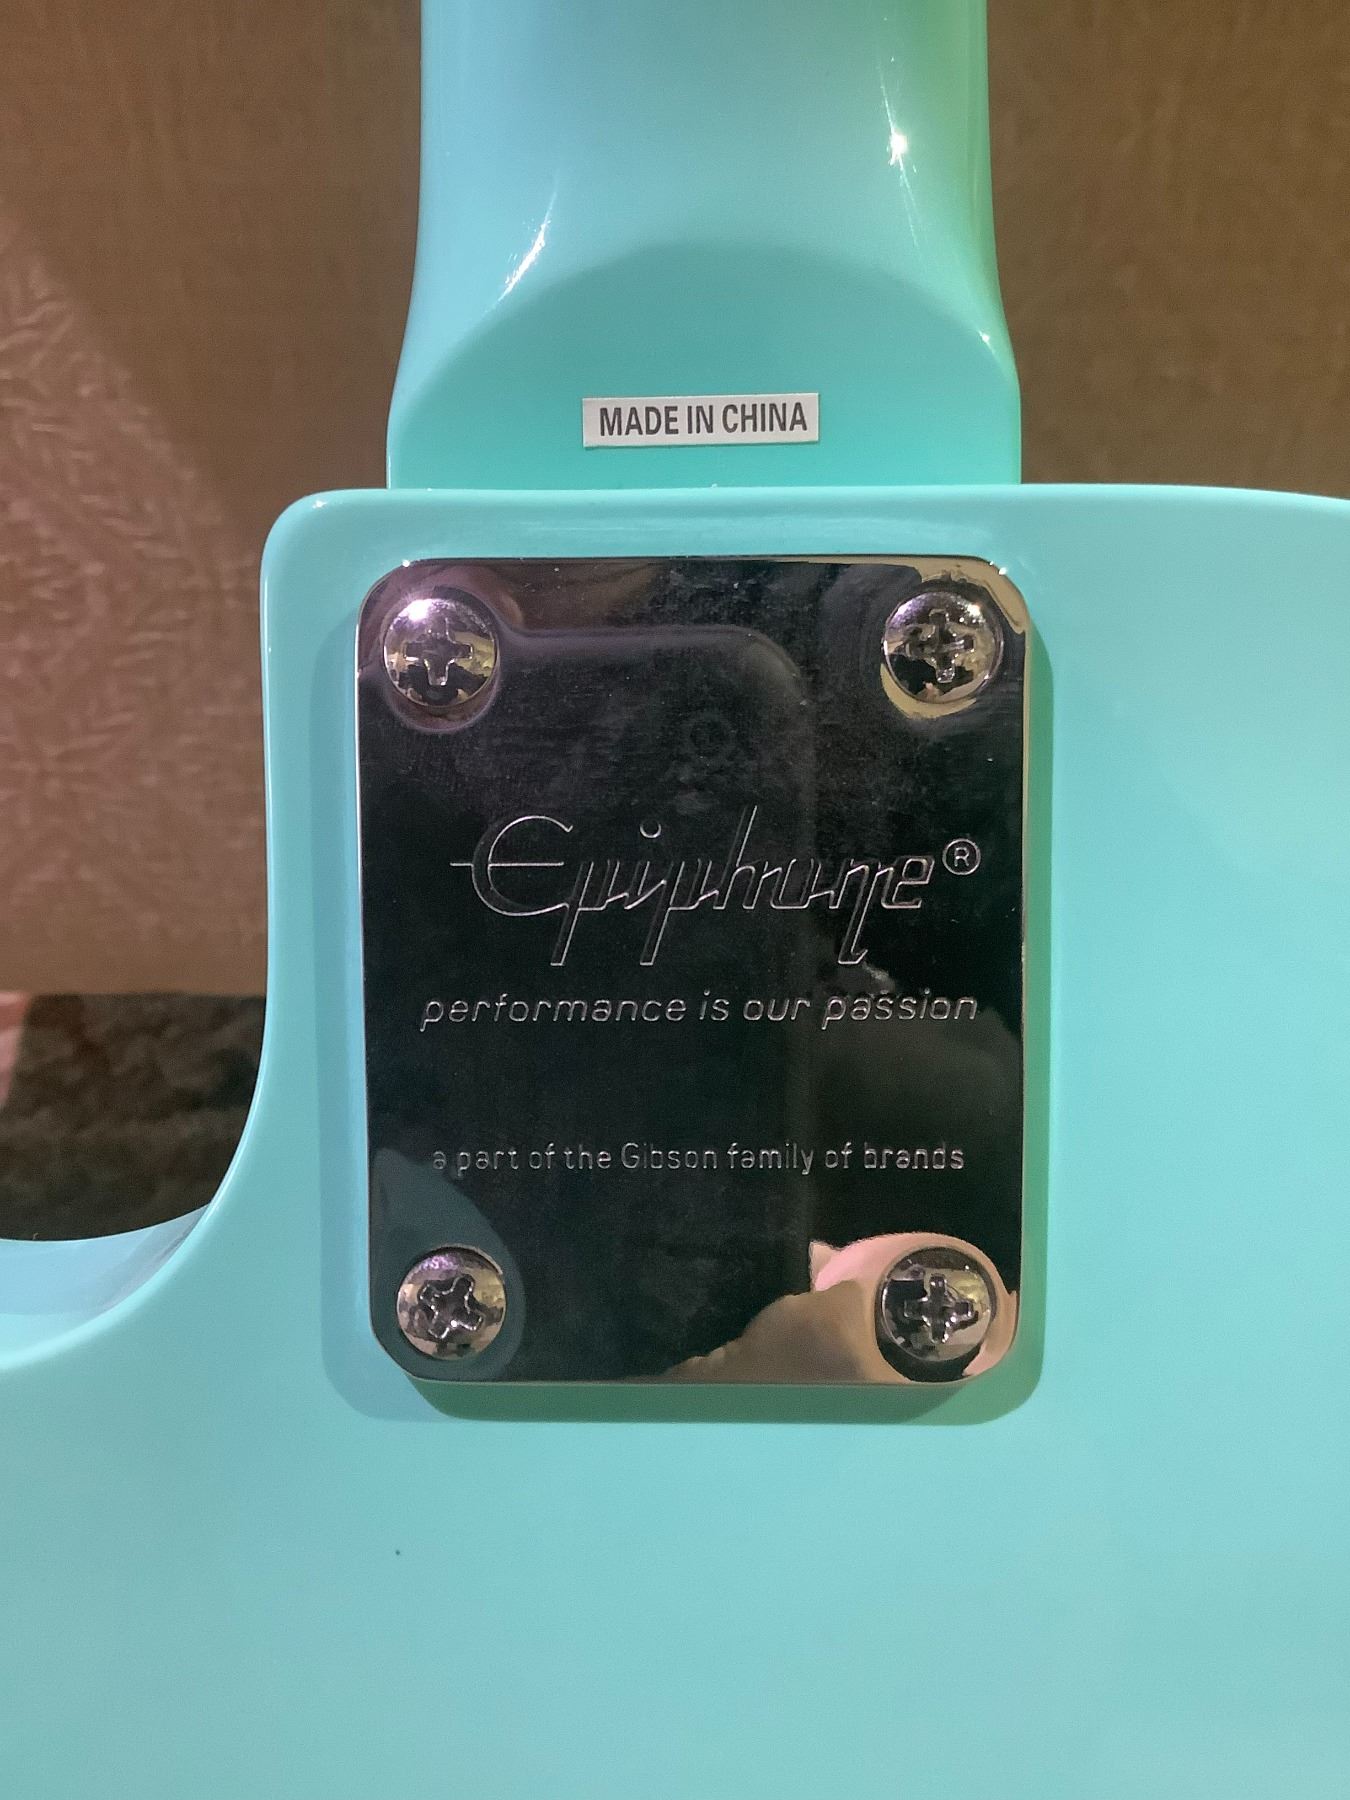 MADE IN CHINA
Epiphone®
performance is our passion
a part of the Gibson family of brands